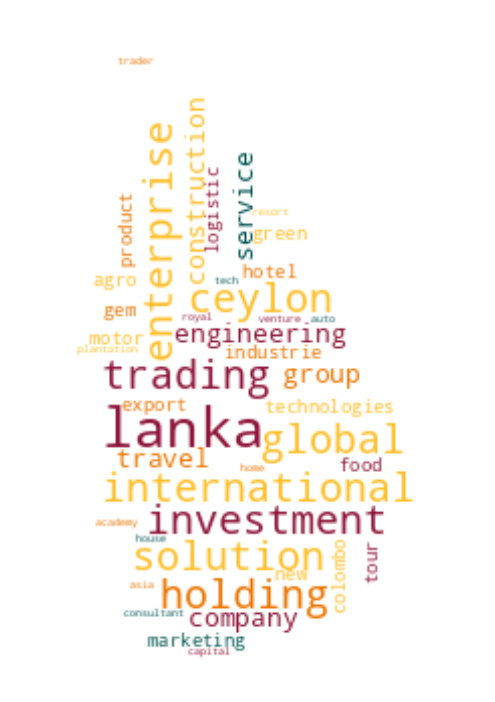 trader
construction
enterprise
service
logistic
product
resort
green
hotel
agro
tech
ceylon
gem
royal
venture
auto
engineering
motor
plantation
industrie
trading
group
export
technologies
lanka
global
travel
food
home
international
investment
academy
house
solution
colombo
tour
new
asia
holding
consultant
company
marketing
capital